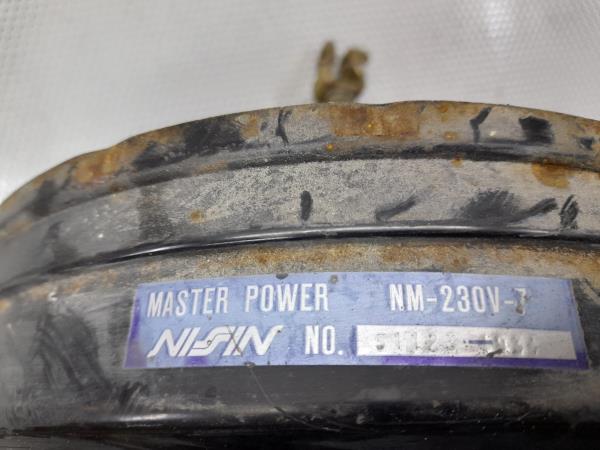 MASTER POWER NM-230V-7
NISSIN NO.